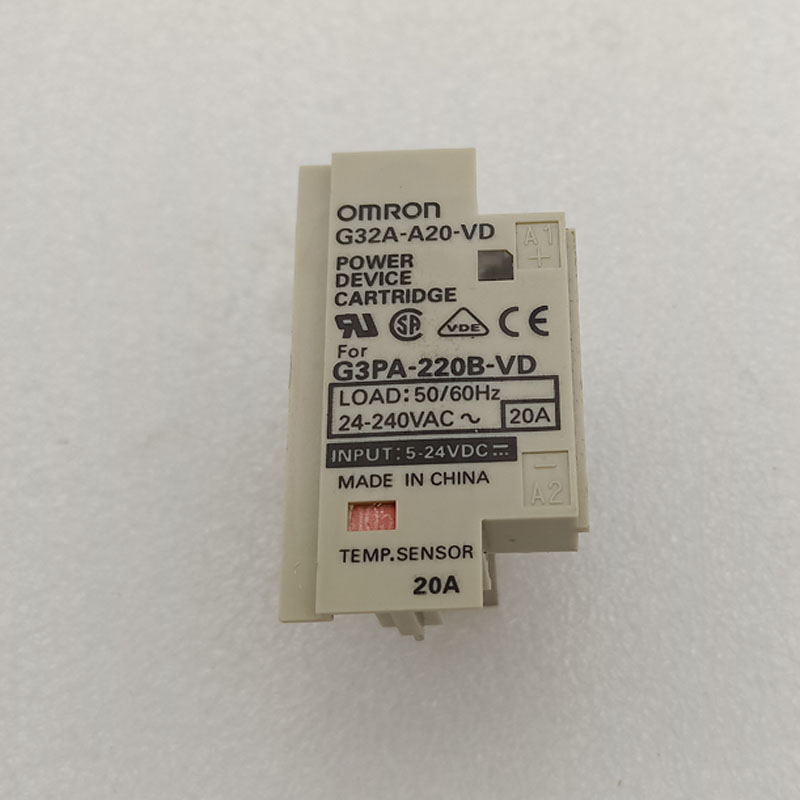 OMRON
G32A-A20-VD
A1
+
POWER
DEVICE
CARTRIDGE
VDE CE
For
G3PA-220B-VD
LOAD: 50/60Hz
24-240VAC ~ 20A
INPUT: 5-24VDC ⎓
−
A2
MADE IN CHINA
TEMP.SENSOR
20A